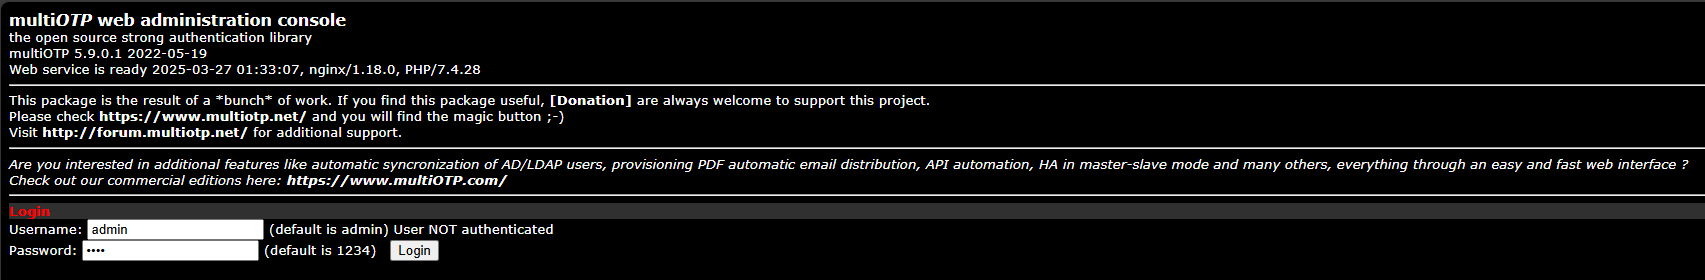 multiOTP web administration console
the open source strong authentication library
multiOTP 5.9.0.1 2022-05-19
Web service is ready 2025-03-27 01:33:07, nginx/1.18.0, PHP/7.4.28
This package is the result of a *bunch* of work. If you find this package useful, [Donation] are always welcome to support this project.
Please check https://www.multiotp.net/ and you will find the magic button ;-)
Visit http://forum.multiotp.net/ for additional support.
Are you interested in additional features like automatic syncronization of AD/LDAP users, provisioning PDF automatic email distribution, API automation, HA in master-slave mode and many others, everything through an easy and fast web interface ?
Check out our commercial editions here: https://www.multiOTP.com/
Login
Username: admin (default is admin) User NOT authenticated
Password: •••• (default is 1234) Login